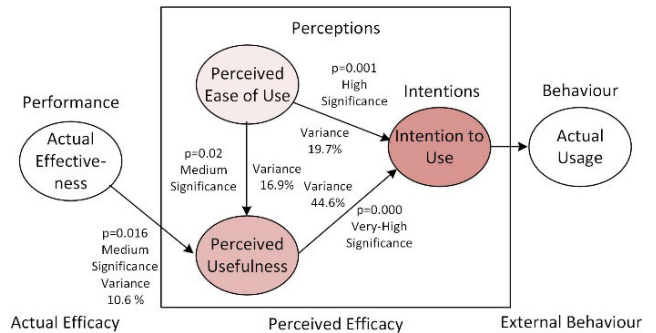 Perceptions
Perceived
Ease of Use
p=0.001
High
Significance
Intentions
Behaviour
Performance
Actual
Effective-
ness
Variance
19.7%
Intention to
Use
Actual
Usage
p=0.02
Medium
Significance
Variance
16.9%
Variance
44.6%
p=0.000
Very-High
Significance
Perceived
Usefulness
p=0.016
Medium
Significance
Variance
10.6 %
Actual Efficacy
Perceived Efficacy
External Behaviour